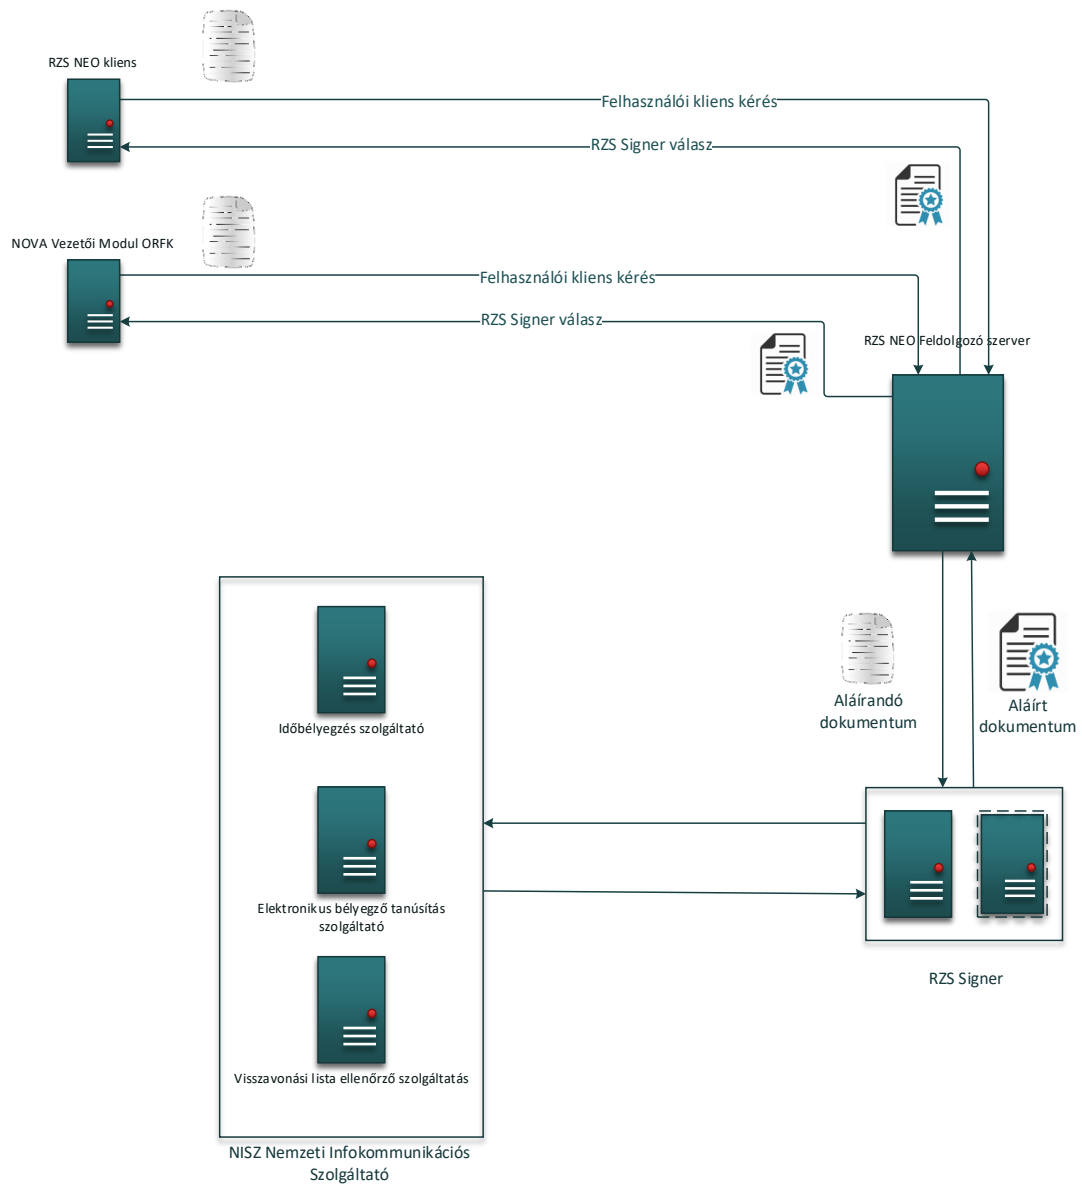 RZS NEO kliens
Felhasználói kliens kérés
RZS Signer válasz
NOVA Vezetői Modul ORFK
Felhasználói kliens kérés
RZS Signer válasz
RZS NEO Feldolgozó szerver
Aláírandó
dokumentum
Aláírt
dokumentum
Időbélyegzés szolgáltató
Elektronikus bélyegző tanúsítás
szolgáltató
RZS Signer
Visszavonási lista ellenőrző szolgáltatás
NISZ Nemzeti Infokommunikációs
Szolgáltató